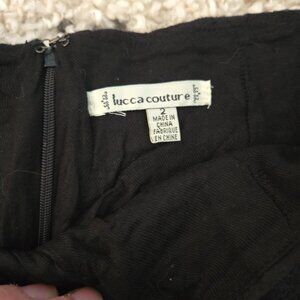 lucca couture
2
MADE IN
CHINA
FABRIQUE
EN CHINE